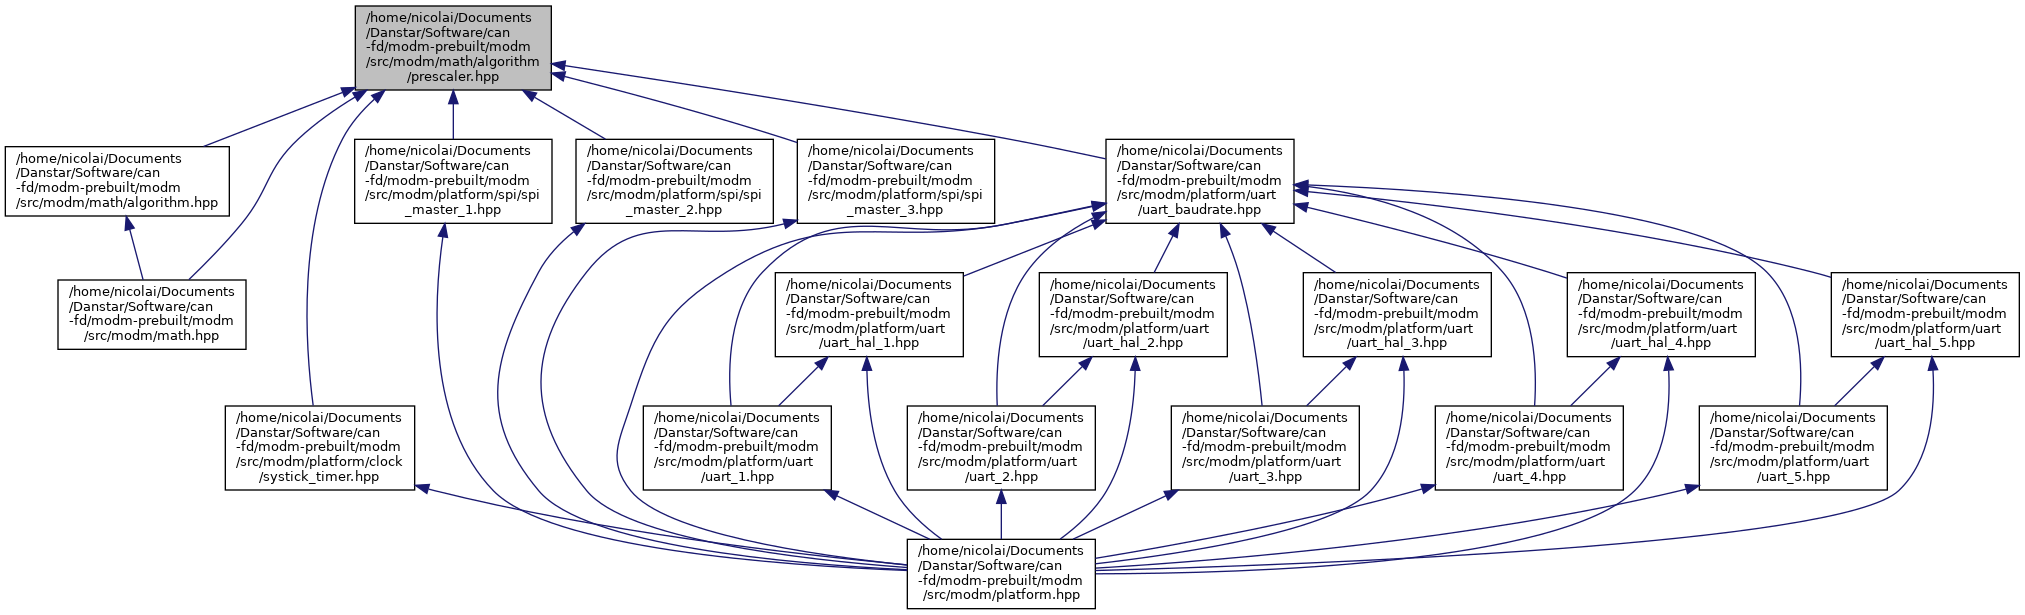 /home/nicolai/Documents
/Danstar/Software/can
-fd/modm-prebuilt/modm
/src/modm/math/algorithm
/prescaler.hpp
/home/nicolai/Documents
/Danstar/Software/can
-fd/modm-prebuilt/modm
/src/modm/math/algorithm.hpp
/home/nicolai/Documents
/Danstar/Software/can
-fd/modm-prebuilt/modm
/src/modm/platform/spi/spi
_master_1.hpp
/home/nicolai/Documents
/Danstar/Software/can
-fd/modm-prebuilt/modm
/src/modm/platform/spi/spi
_master_2.hpp
/home/nicolai/Documents
/Danstar/Software/can
-fd/modm-prebuilt/modm
/src/modm/platform/spi/spi
_master_3.hpp
/home/nicolai/Documents
/Danstar/Software/can
-fd/modm-prebuilt/modm
/src/modm/platform/uart
/uart_baudrate.hpp
/home/nicolai/Documents
/Danstar/Software/can
-fd/modm-prebuilt/modm
/src/modm/math.hpp
/home/nicolai/Documents
/Danstar/Software/can
-fd/modm-prebuilt/modm
/src/modm/platform/uart
/uart_hal_1.hpp
/home/nicolai/Documents
/Danstar/Software/can
-fd/modm-prebuilt/modm
/src/modm/platform/uart
/uart_hal_2.hpp
/home/nicolai/Documents
/Danstar/Software/can
-fd/modm-prebuilt/modm
/src/modm/platform/uart
/uart_hal_3.hpp
/home/nicolai/Documents
/Danstar/Software/can
-fd/modm-prebuilt/modm
/src/modm/platform/uart
/uart_hal_4.hpp
/home/nicolai/Documents
/Danstar/Software/can
-fd/modm-prebuilt/modm
/src/modm/platform/uart
/uart_hal_5.hpp
/home/nicolai/Documents
/Danstar/Software/can
-fd/modm-prebuilt/modm
/src/modm/platform/clock
/systick_timer.hpp
/home/nicolai/Documents
/Danstar/Software/can
-fd/modm-prebuilt/modm
/src/modm/platform/uart
/uart_1.hpp
/home/nicolai/Documents
/Danstar/Software/can
-fd/modm-prebuilt/modm
/src/modm/platform/uart
/uart_2.hpp
/home/nicolai/Documents
/Danstar/Software/can
-fd/modm-prebuilt/modm
/src/modm/platform/uart
/uart_3.hpp
/home/nicolai/Documents
/Danstar/Software/can
-fd/modm-prebuilt/modm
/src/modm/platform/uart
/uart_4.hpp
/home/nicolai/Documents
/Danstar/Software/can
-fd/modm-prebuilt/modm
/src/modm/platform/uart
/uart_5.hpp
/home/nicolai/Documents
/Danstar/Software/can
-fd/modm-prebuilt/modm
/src/modm/platform.hpp